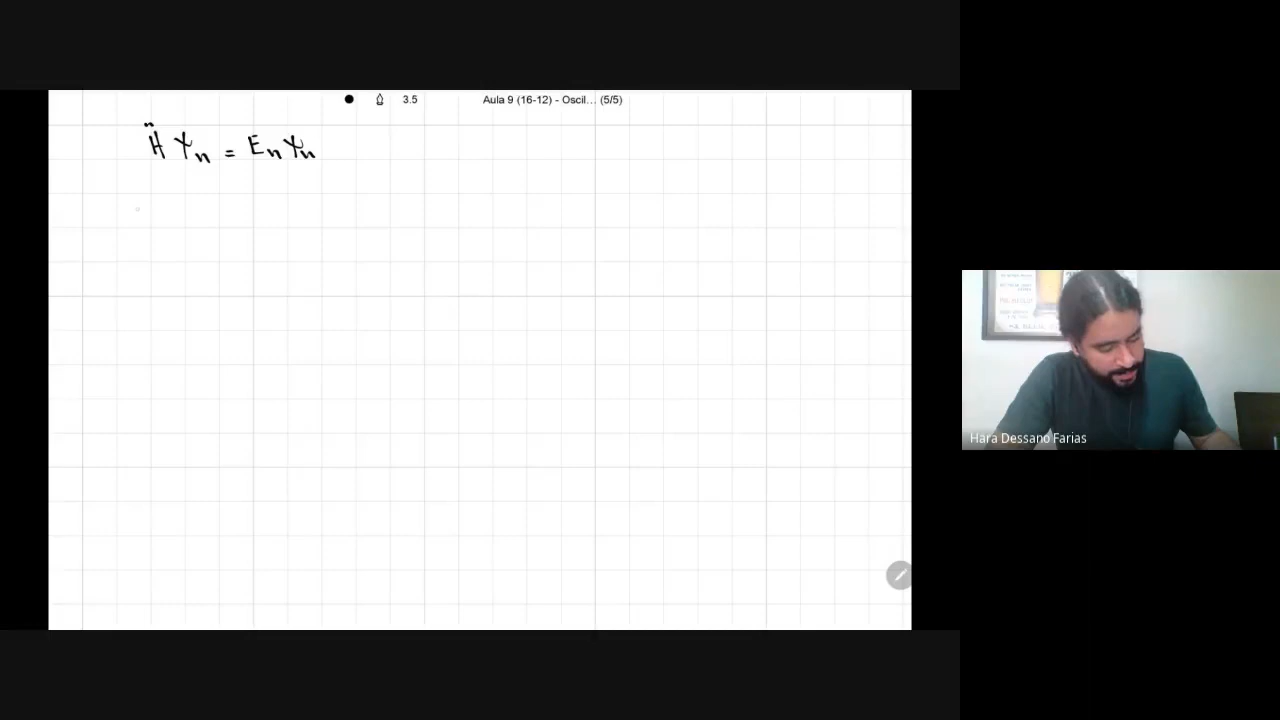 3.5 Aula 9 (16-12) - Oscil... (5/5)
Ĥ Ψn = En Ψn
Hara Dessano Farias